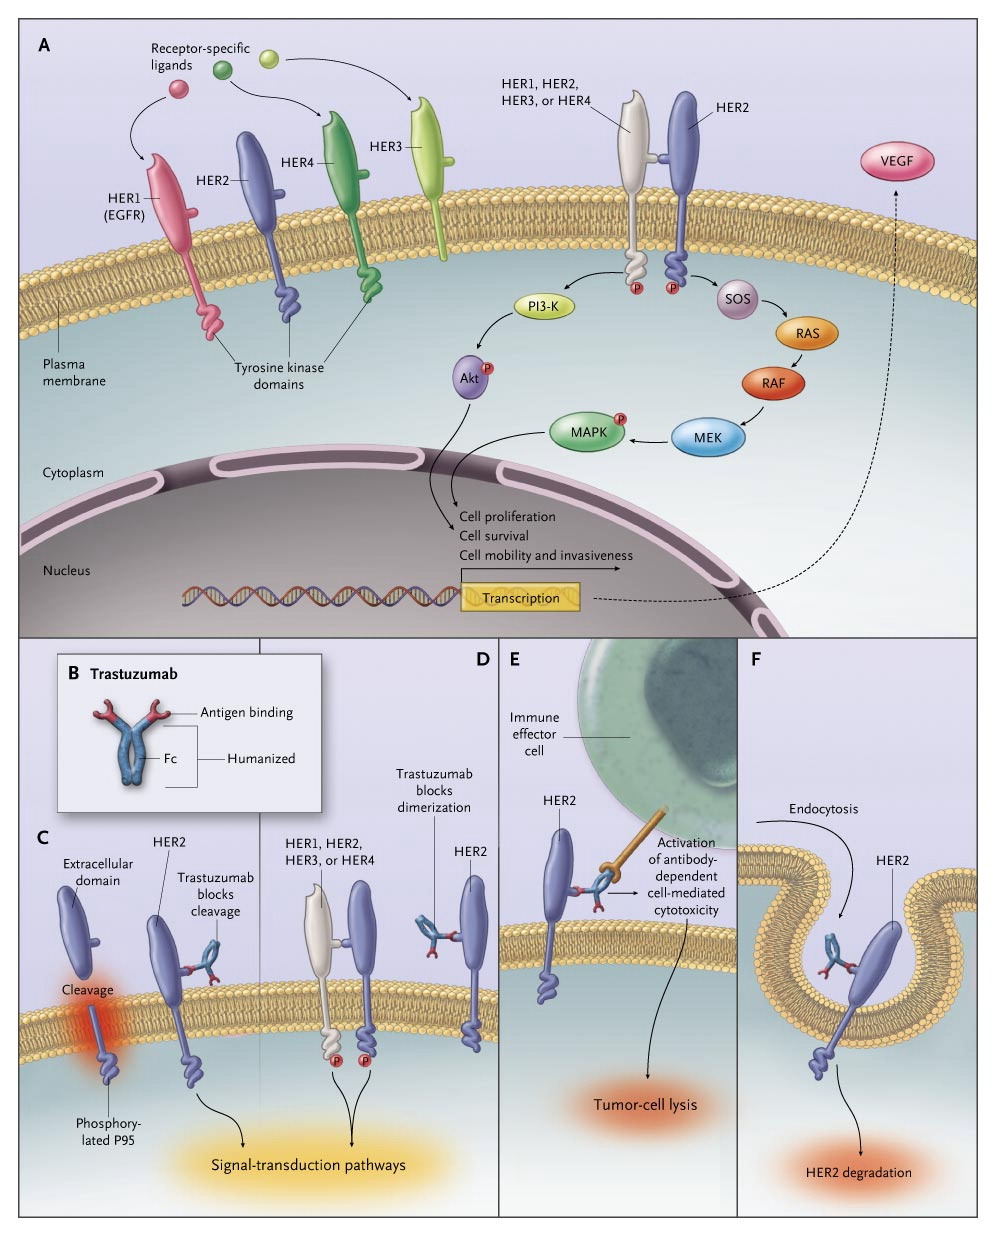 A
Receptor-specific
ligands
HER1
(EGFR)
HER2
HER4
HER3
HER1, HER2,
HER3, or HER4
HER2
VEGF
P
P
PI3-K
SOS
RAS
RAF
MEK
MAPK
P
Akt
P
Plasma
membrane
Tyrosine kinase
domains
Cytoplasm
Nucleus
Cell proliferation
Cell survival
Cell mobility and invasiveness
Transcription
B Trastuzumab
Antigen binding
Fc
Humanized
C
Extracellular
domain
HER2
Trastuzumab
blocks
cleavage
Cleavage
Phosphory-
lated P95
D
HER1, HER2,
HER3, or HER4
Trastuzumab
blocks
dimerization
HER2
P
P
Signal-transduction pathways
E
Immune
effector
cell
HER2
Activation
of antibody-
dependent
cell-mediated
cytotoxicity
Tumor-cell lysis
F
Endocytosis
HER2
HER2 degradation